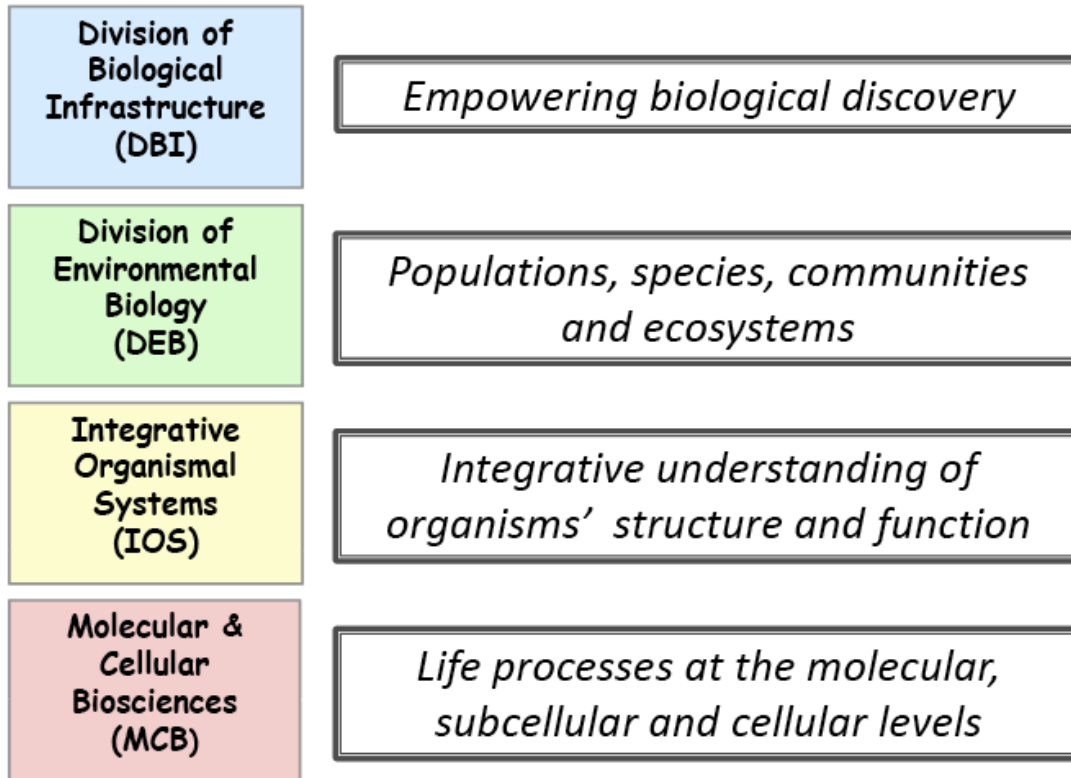 Division of
Biological
Infrastructure
(DBI)
Empowering biological discovery
Division of
Environmental
Biology
(DEB)
Populations, species, communities
and ecosystems
Integrative
Organismal
Systems
(IOS)
Integrative understanding of
organisms’ structure and function
Molecular &
Cellular
Biosciences
(MCB)
Life processes at the molecular,
subcellular and cellular levels